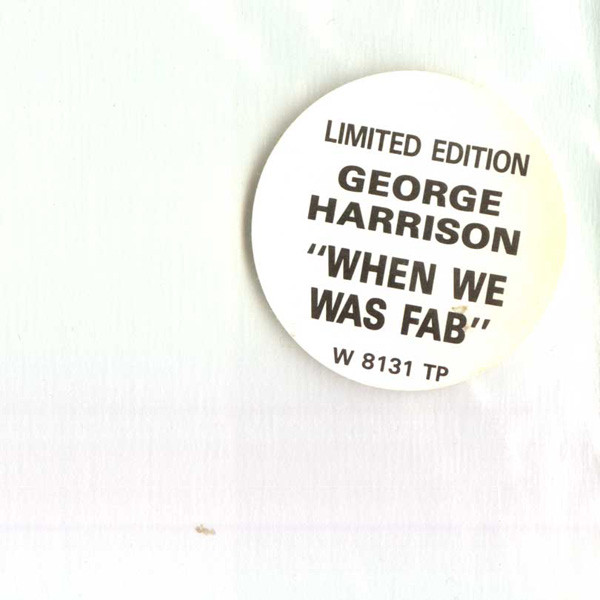 LIMITED EDITION
GEORGE
HARRISON
"WHEN WE
WAS FAB"
W 8131 TP